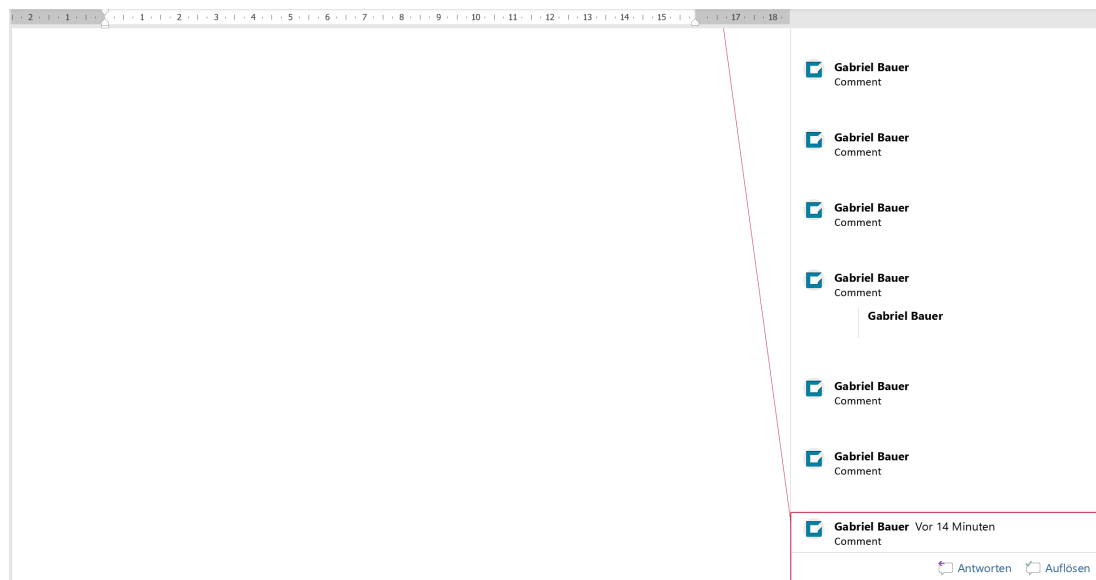 2 1 1 2 3 4 5 6 7 8 9 10 11 12 13 14 15 17 18
Gabriel Bauer
Comment
Gabriel Bauer
Comment
Gabriel Bauer
Comment
Gabriel Bauer
Comment
Gabriel Bauer
Gabriel Bauer
Comment
Gabriel Bauer
Comment
Gabriel Bauer Vor 14 Minuten
Comment
Antworten Auflösen